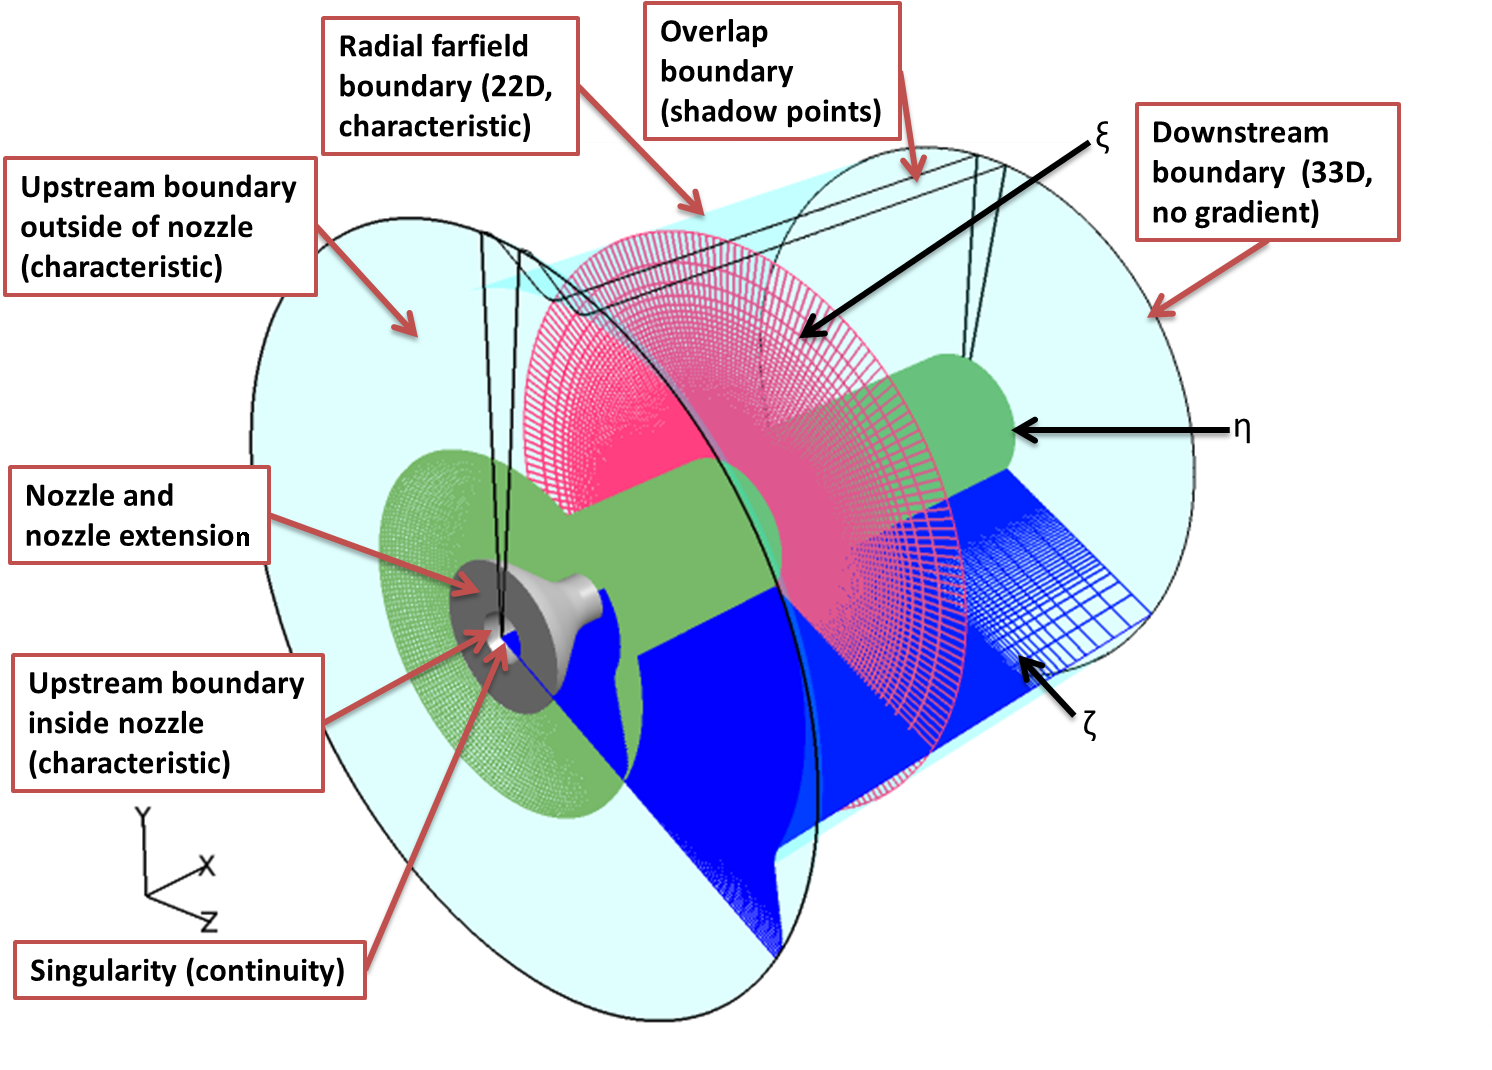 Overlap
boundary
(shadow points)
Radial farfield
boundary (22D,
characteristic)
ξ
Downstream
boundary (33D,
no gradient)
Upstream boundary
outside of nozzle
(characteristic)
η
Nozzle and
nozzle extension
Upstream boundary
inside nozzle
(characteristic)
ζ
Y
X
Z
Singularity (continuity)